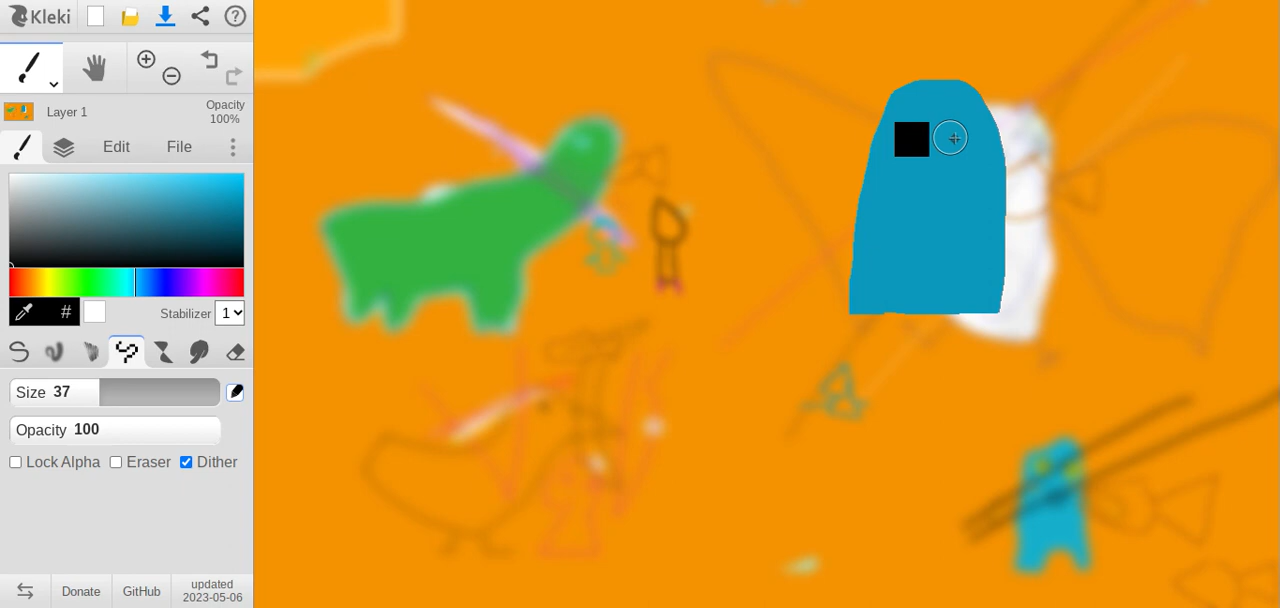 Kleki
Layer 1
Opacity
100%
Edit
File
#
Stabilizer 1
Size 37
Opacity 100
Lock Alpha
Eraser
Dither
Donate
GitHub
updated
2023-05-06